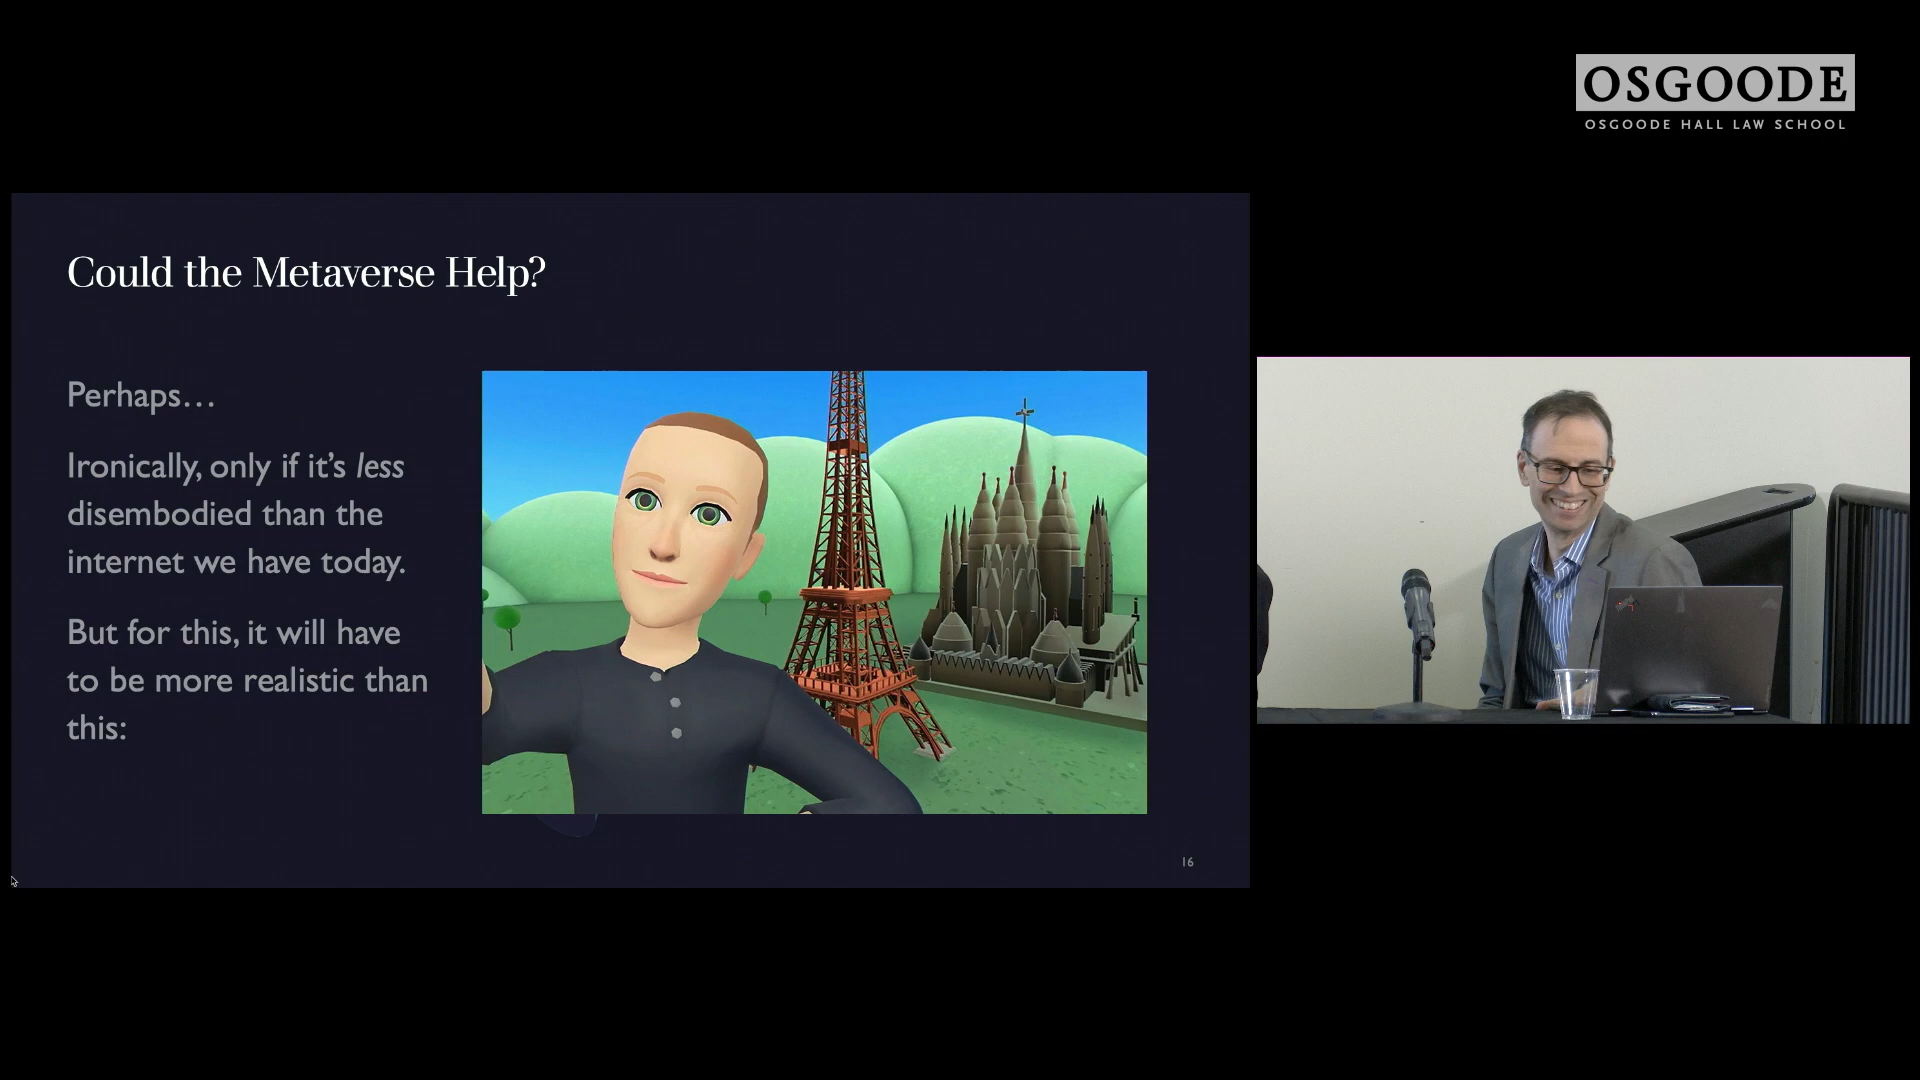 OSGOODE
OSGOODE HALL LAW SCHOOL
Could the Metaverse Help?
Perhaps…
Ironically, only if it’s less
disembodied than the
internet we have today.
But for this, it will have
to be more realistic than
this:
16